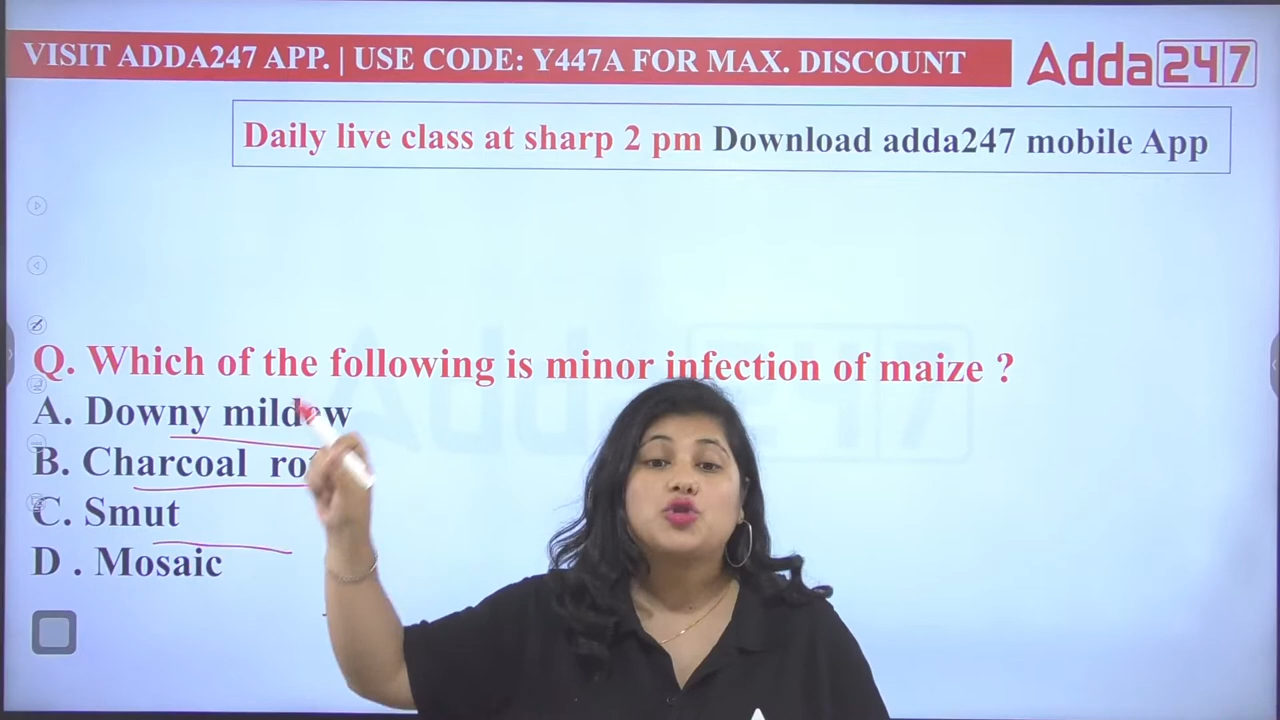 VISIT ADDA247 APP. | USE CODE: Y447A FOR MAX. DISCOUNT
Adda247
Daily live class at sharp 2 pm Download adda247 mobile App
Adda247
Q. Which of the following is minor infection of maize ?
A. Downy mildew
B. Charcoal
C. Smut
D . Mosaic